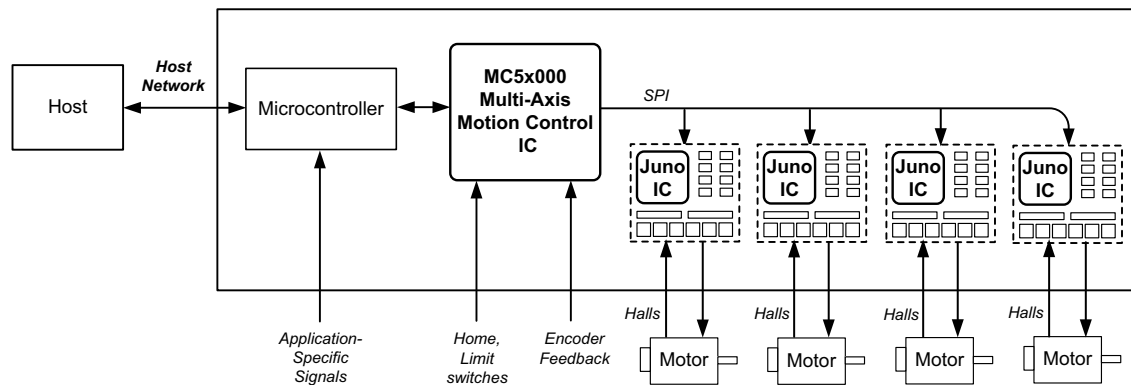 Host
Host
Network
Microcontroller
MC5x000
Multi-Axis
Motion Control
IC
SPI
Juno
IC
Juno
IC
Juno
IC
Juno
IC
Application-
Specific
Signals
Home,
Limit
switches
Encoder
Feedback
Halls
Motor
Halls
Motor
Halls
Motor
Halls
Motor